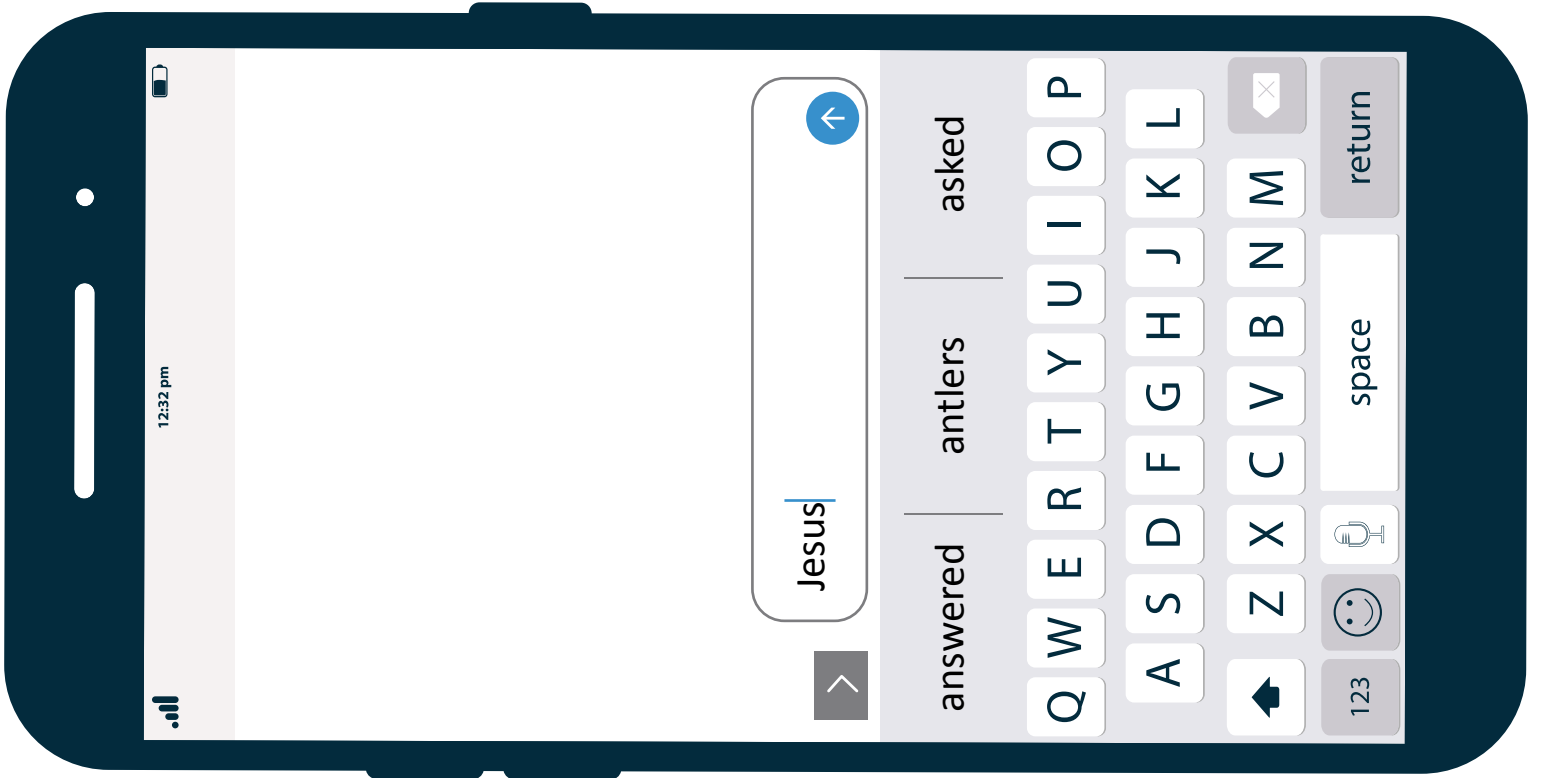 12:32 pm
Jesus
answered antlers asked
Q W E R T Y U I O P
A S D F G H J K L
Z X C V B N M
123 space return